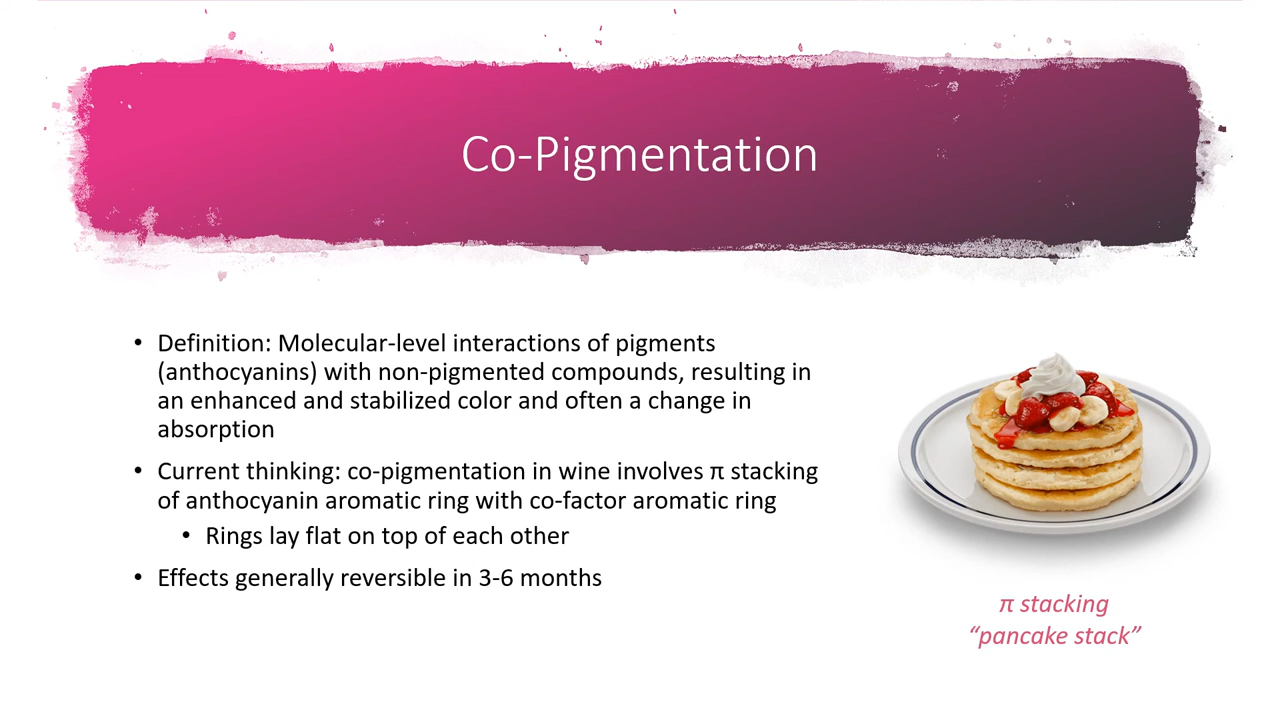 Co-Pigmentation
• Definition: Molecular-level interactions of pigments
(anthocyanins) with non-pigmented compounds, resulting in
an enhanced and stabilized color and often a change in
absorption
• Current thinking: co-pigmentation in wine involves π stacking
of anthocyanin aromatic ring with co-factor aromatic ring
• Rings lay flat on top of each other
• Effects generally reversible in 3-6 months
π stacking
“pancake stack”